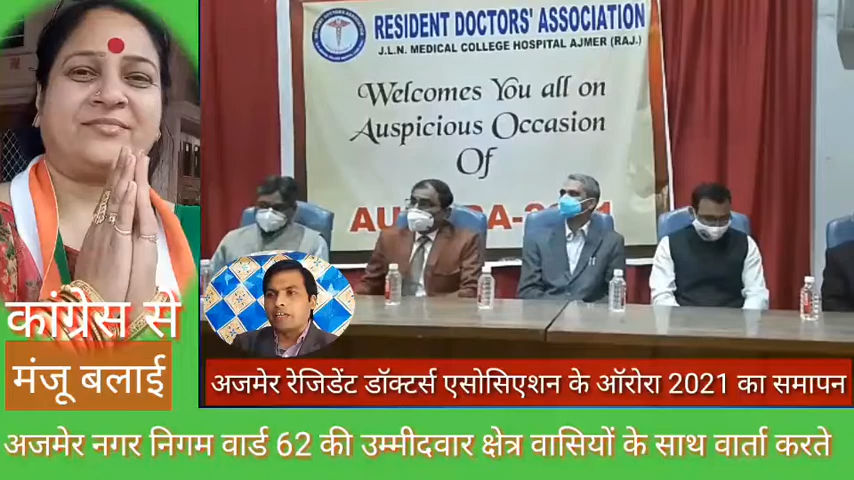 RESIDENT DOCTORS' ASSOCIATION
J.L.N. MEDICAL COLLEGE HOSPITAL AJMER (RAJ.)
Welcomes You all on
Auspicious Occasion
Of
कांग्रेस से
मंजू बलाई
अजमेर रेजिडेंट डॉक्टर्स एसोसिएशन के ऑरोरा 2021 का समापन
अजमेर नगर निगम वार्ड 62 की उम्मीदवार क्षेत्र वासियों के साथ वार्ता करते